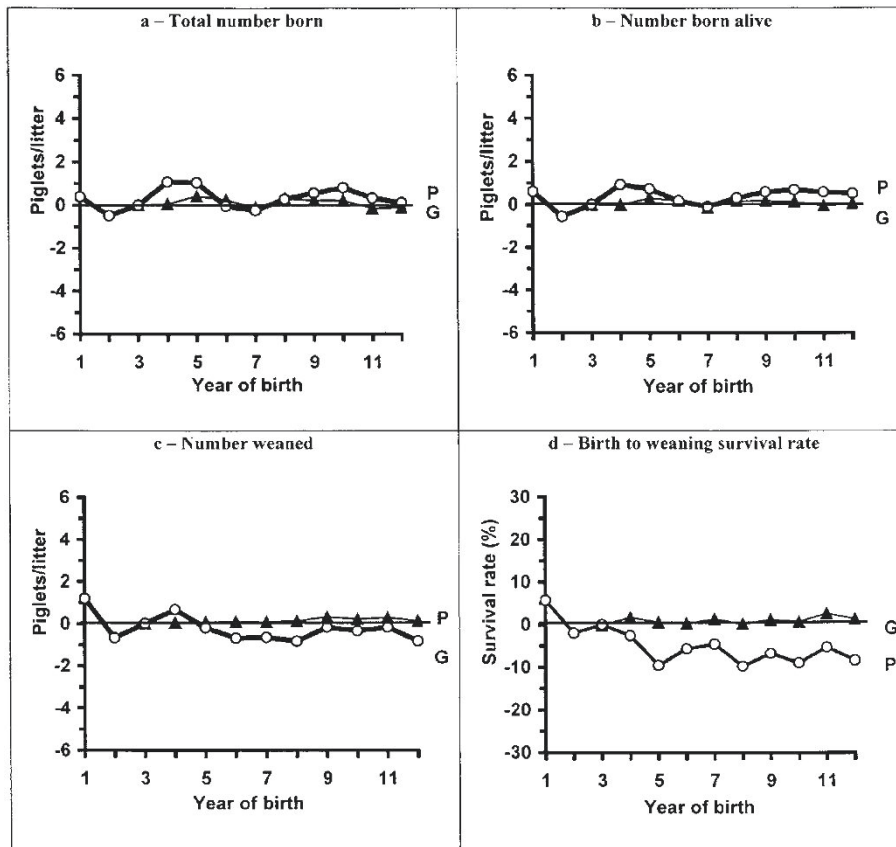 a – Total number born
6
4
2
0
-2
-4
-6
Piglets/litter
P
G
1 3 5 7 9 11
Year of birth
b – Number born alive
6
4
2
0
-2
-4
-6
Piglets/litter
P
G
1 3 5 7 9 11
Year of birth
c – Number weaned
6
4
2
0
-2
-4
-6
Piglets/litter
P
G
1 3 5 7 9 11
Year of birth
d – Birth to weaning survival rate
30
20
10
0
-10
-20
-30
Survival rate (%)
G
P
1 3 5 7 9 11
Year of birth